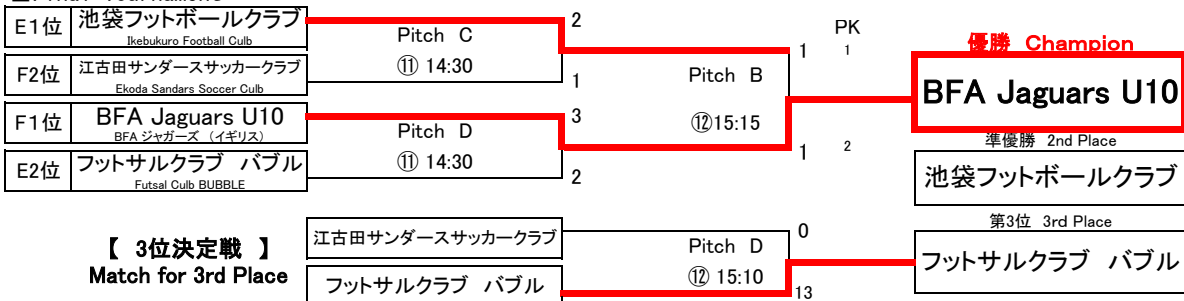 E1位 池袋フットボールクラブ
Ikebukuro Football Culb
F2位 江古田サンダースサッカークラブ
Ekoda Sandars Soccer Culb
F1位 BFA Jaguars U10
BFA ジャガーズ （イギリス）
E2位 フットサルクラブ バブル
Futsal Culb BUBBLE
Pitch C
⑪ 14:30
2
1
Pitch D
⑪ 14:30
3
2
Pitch B
⑫15:15
PK
1 1
1 2
優勝 Champion
BFA Jaguars U10
準優勝 2nd Place
池袋フットボールクラブ
第3位 3rd Place
フットサルクラブ バブル
【 3位決定戦 】
Match for 3rd Place
江古田サンダースサッカークラブ
フットサルクラブ バブル
Pitch D
⑫ 15:10
0
13